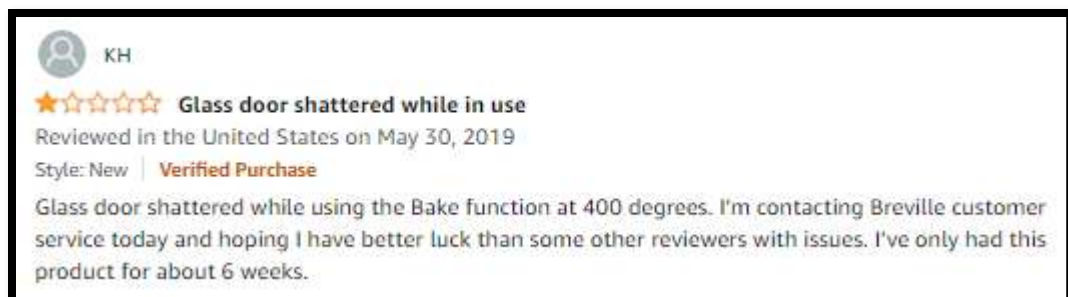 KH
Glass door shattered while in use
Reviewed in the United States on May 30, 2019
Style: New | Verified Purchase
Glass door shattered while using the Bake function at 400 degrees. I'm contacting Breville customer
service today and hoping I have better luck than some other reviewers with issues. I've only had this
product for about 6 weeks.